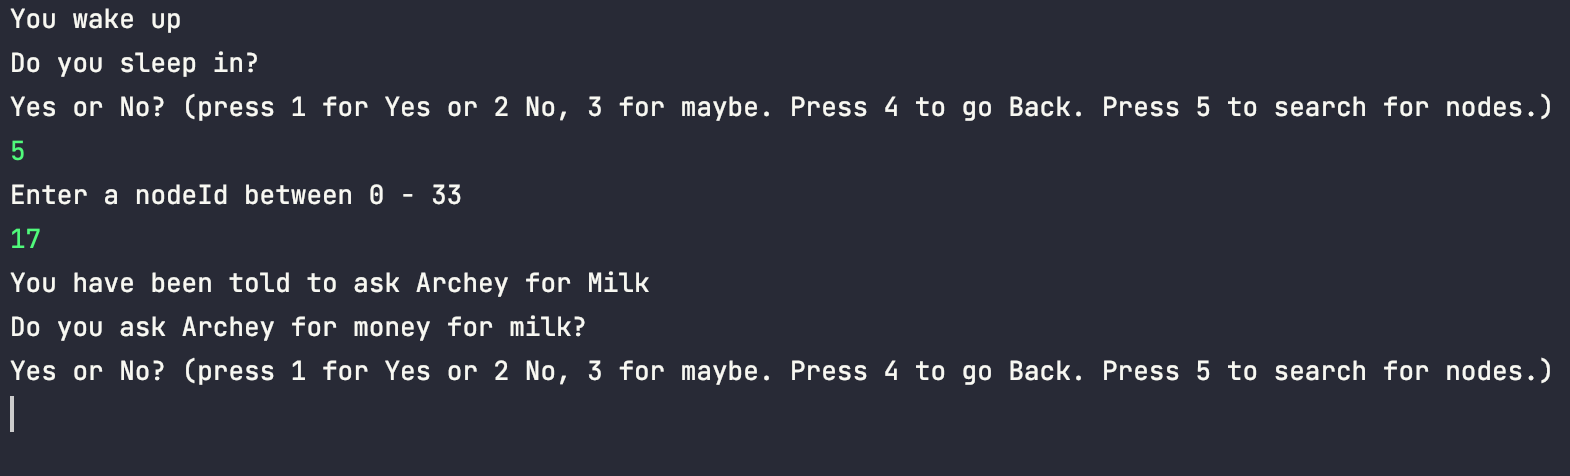 You wake up
Do you sleep in?
Yes or No? (press 1 for Yes or 2 No, 3 for maybe. Press 4 to go Back. Press 5 to search for nodes.)
5
Enter a nodeId between 0 - 33
17
You have been told to ask Archey for Milk
Do you ask Archey for money for milk?
Yes or No? (press 1 for Yes or 2 No, 3 for maybe. Press 4 to go Back. Press 5 to search for nodes.)